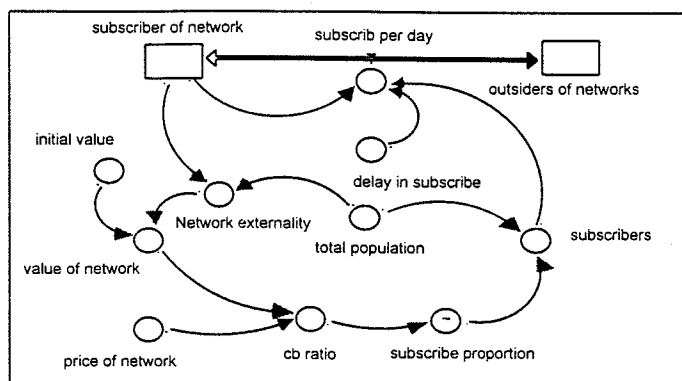 subscriber of network
subscrib per day
outsiders of networks
initial value
delay in subscribe
Network externality
total population
subscribers
value of network
~
price of network
cb ratio
subscribe proportion